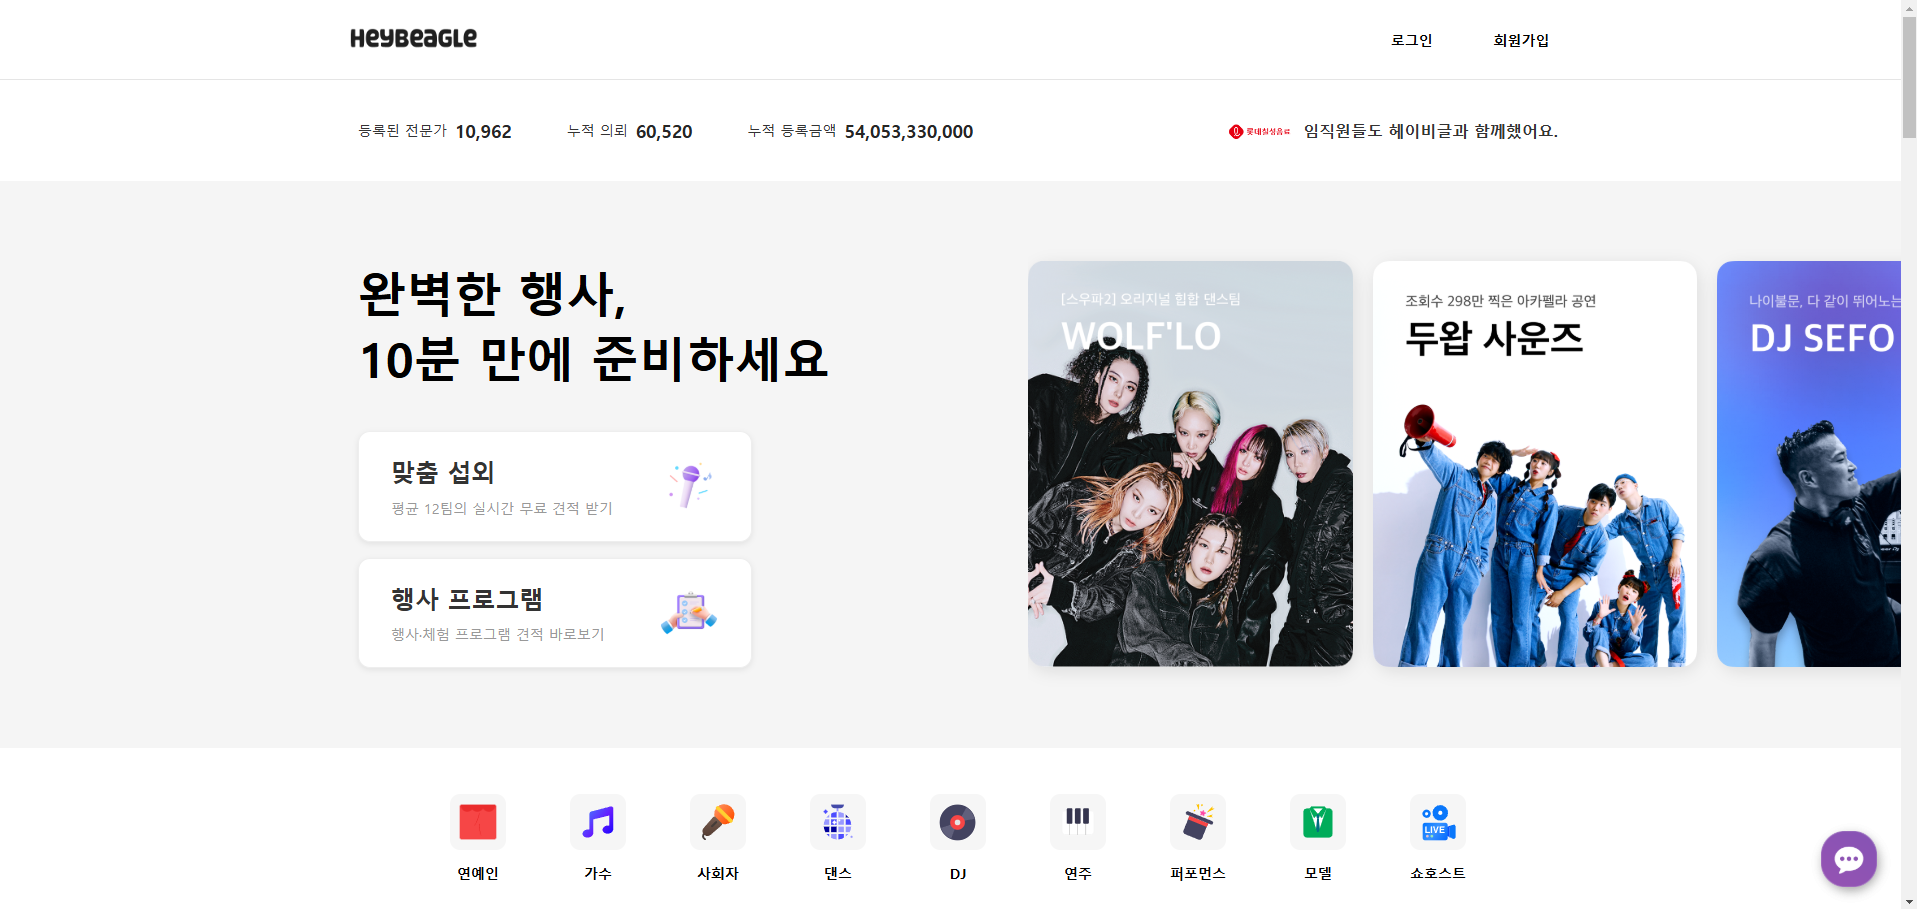 HEYBEAGLE
로그인
회원가입
등록된 전문가 10,962
누적 의뢰 60,520
누적 등록금액 54,053,330,000
롯데칠성음료 임직원들도 헤이비글과 함께했어요.
완벽한 행사,
10분 만에 준비하세요
맞춤 섭외
평균 12팀의 실시간 무료 견적 받기
행사 프로그램
행사·체험 프로그램 견적 바로보기
[스우파2] 오리지널 힙합 댄스팀
WOLF'LO
조회수 298만 찍은 아카펠라 공연
두왑 사운즈
나이불문, 다 같이 뛰어노는
DJ SEFO
연예인
가수
사회자
댄스
DJ
연주
퍼포먼스
모델
LIVE
쇼호스트